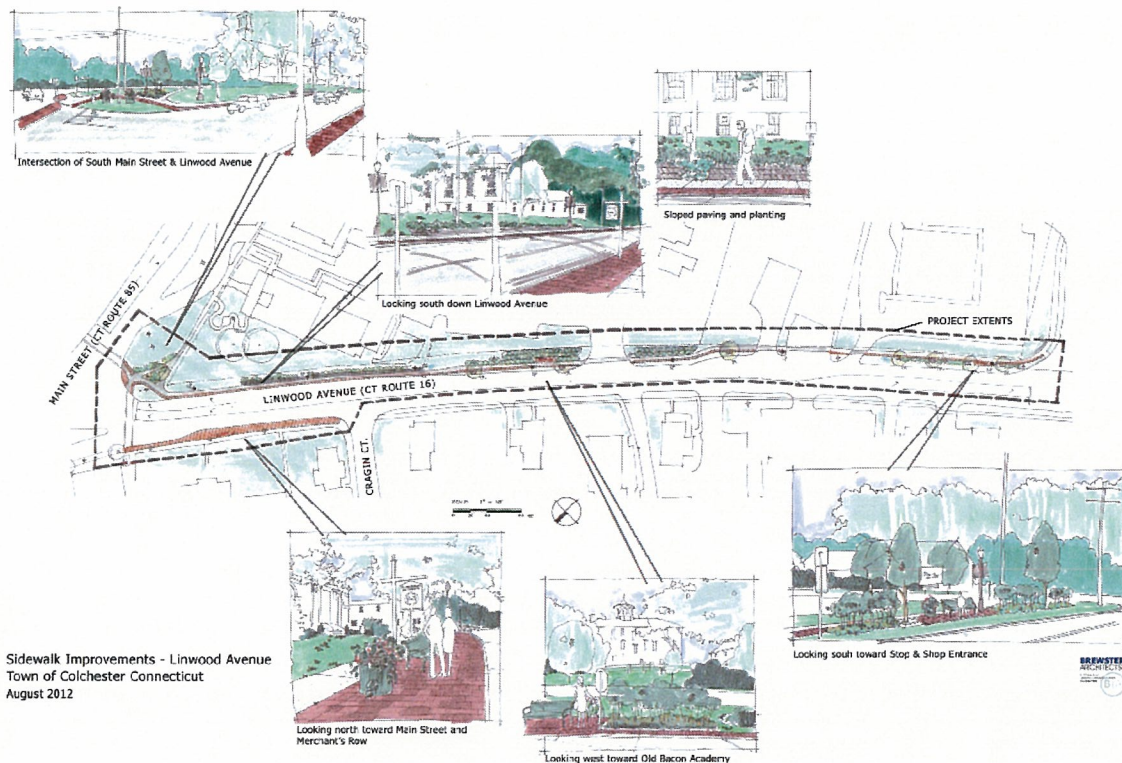 Intersection of South Main Street & Linwood Avenue
Looking south down Linwood Avenue
Sloped paving and planting
MAIN STREET (CT ROUTE 85)
PROJECT EXTENTS
LINWOOD AVENUE (CT ROUTE 16)
CRAGIN CT.
Looking north toward Main Street and
Merchant's Row
Looking west toward Old Bacon Academy
Looking souh toward Stop & Shop Entrance
Sidewalk Improvements - Linwood Avenue
Town of Colchester Connecticut
August 2012
BREWSTER
ARCHITECTS